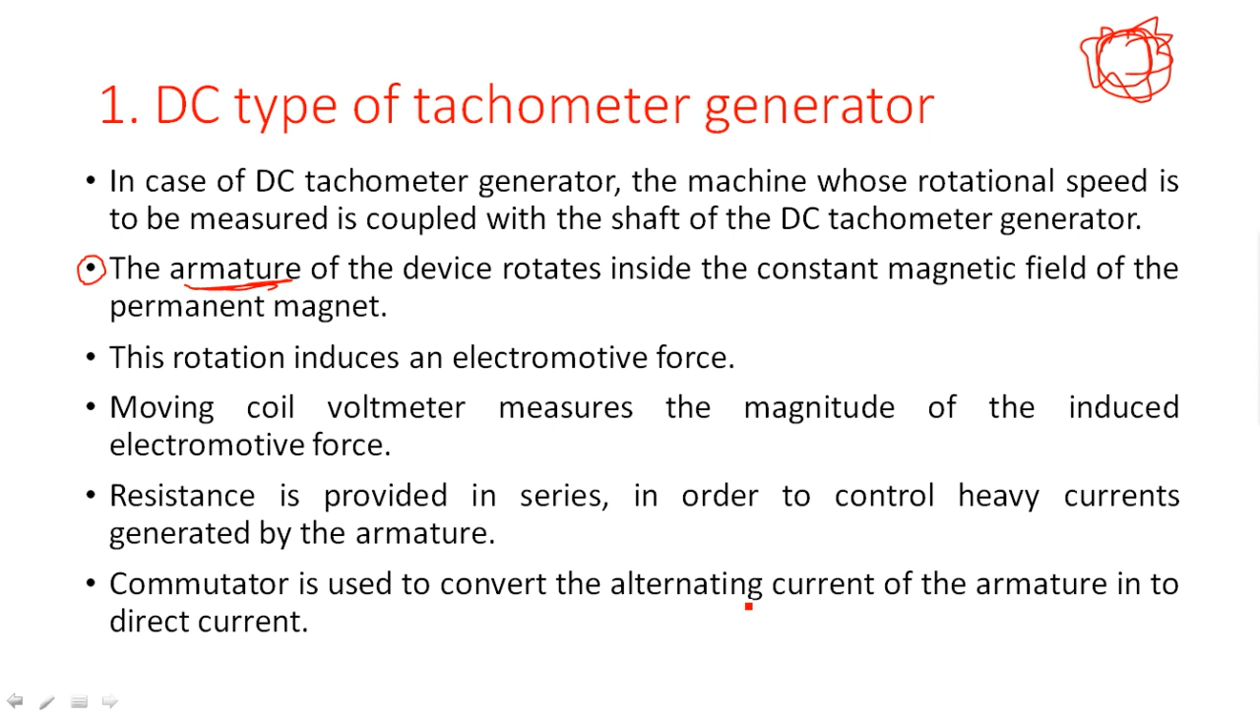 1. DC type of tachometer generator
• In case of DC tachometer generator, the machine whose rotational speed is
to be measured is coupled with the shaft of the DC tachometer generator.
• The armature of the device rotates inside the constant magnetic field of the
permanent magnet.
• This rotation induces an electromotive force.
• Moving coil voltmeter measures the magnitude of the induced
electromotive force.
• Resistance is provided in series, in order to control heavy currents
generated by the armature.
• Commutator is used to convert the alternating current of the armature in to
direct current.